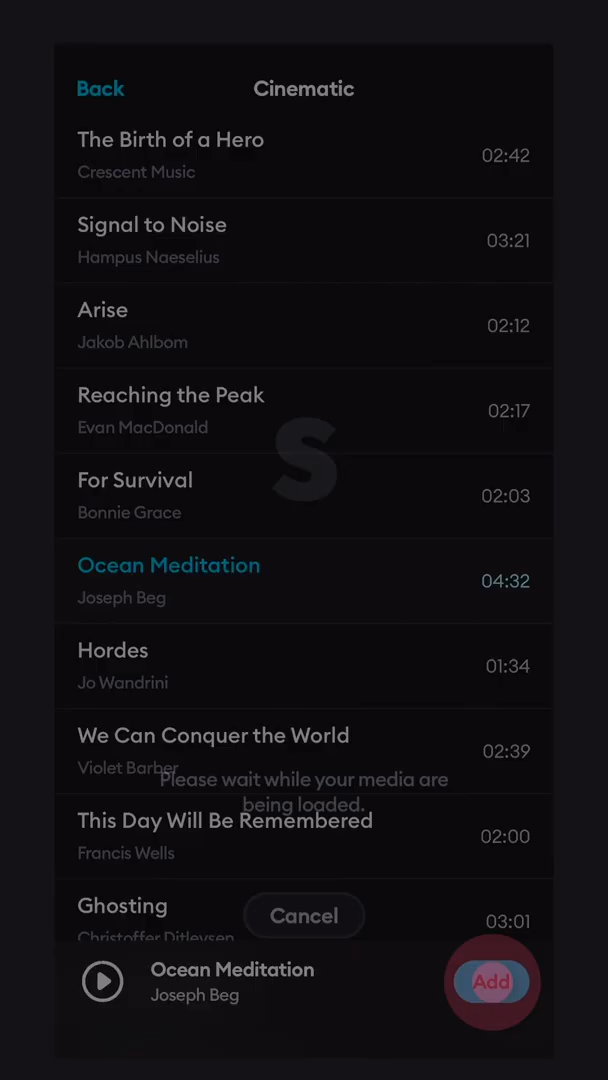 Back
Cinematic
The Birth of a Hero
02:42
Crescent Music
Signal to Noise
03:21
Hampus Naeselius
Arise
02:12
Jakob Ahlbom
Reaching the Peak
02:17
Evan MacDonald
S
For Survival
02:03
Bonnie Grace
Ocean Meditation
04:32
Joseph Beg
Hordes
01:34
Jo Wandrini
We Can Conquer the World
02:39
Violet Barber
Please wait while your media are
being loaded.
This Day Will Be Remembered
02:00
Francis Wells
Ghosting
Cancel
03:01
Christoffer Ditlevsen
Ocean Meditation
Joseph Beg
Add